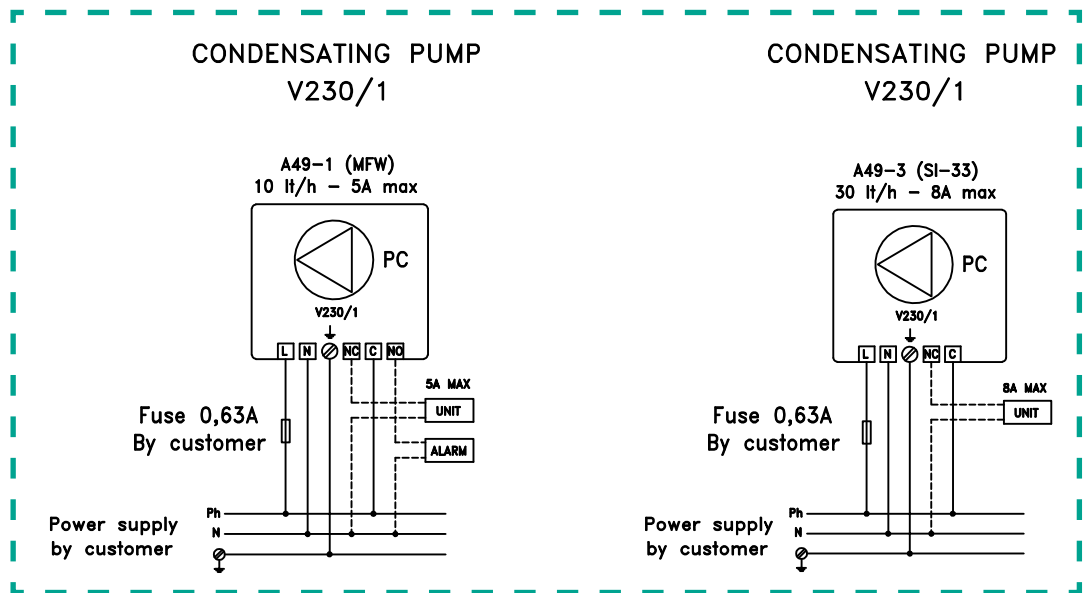 CONDENSATING PUMP
V230/1
A49-1 (MFW)
10 lt/h - 5A max
PC
V230/1
L N NC C NO
5A MAX
UNIT
ALARM
Fuse 0,63A
By customer
Ph
N
Power supply
by customer
CONDENSATING PUMP
V230/1
A49-3 (SI-33)
30 lt/h - 8A max
PC
V230/1
L N NC C
8A MAX
UNIT
Fuse 0,63A
By customer
Ph
N
Power supply
by customer